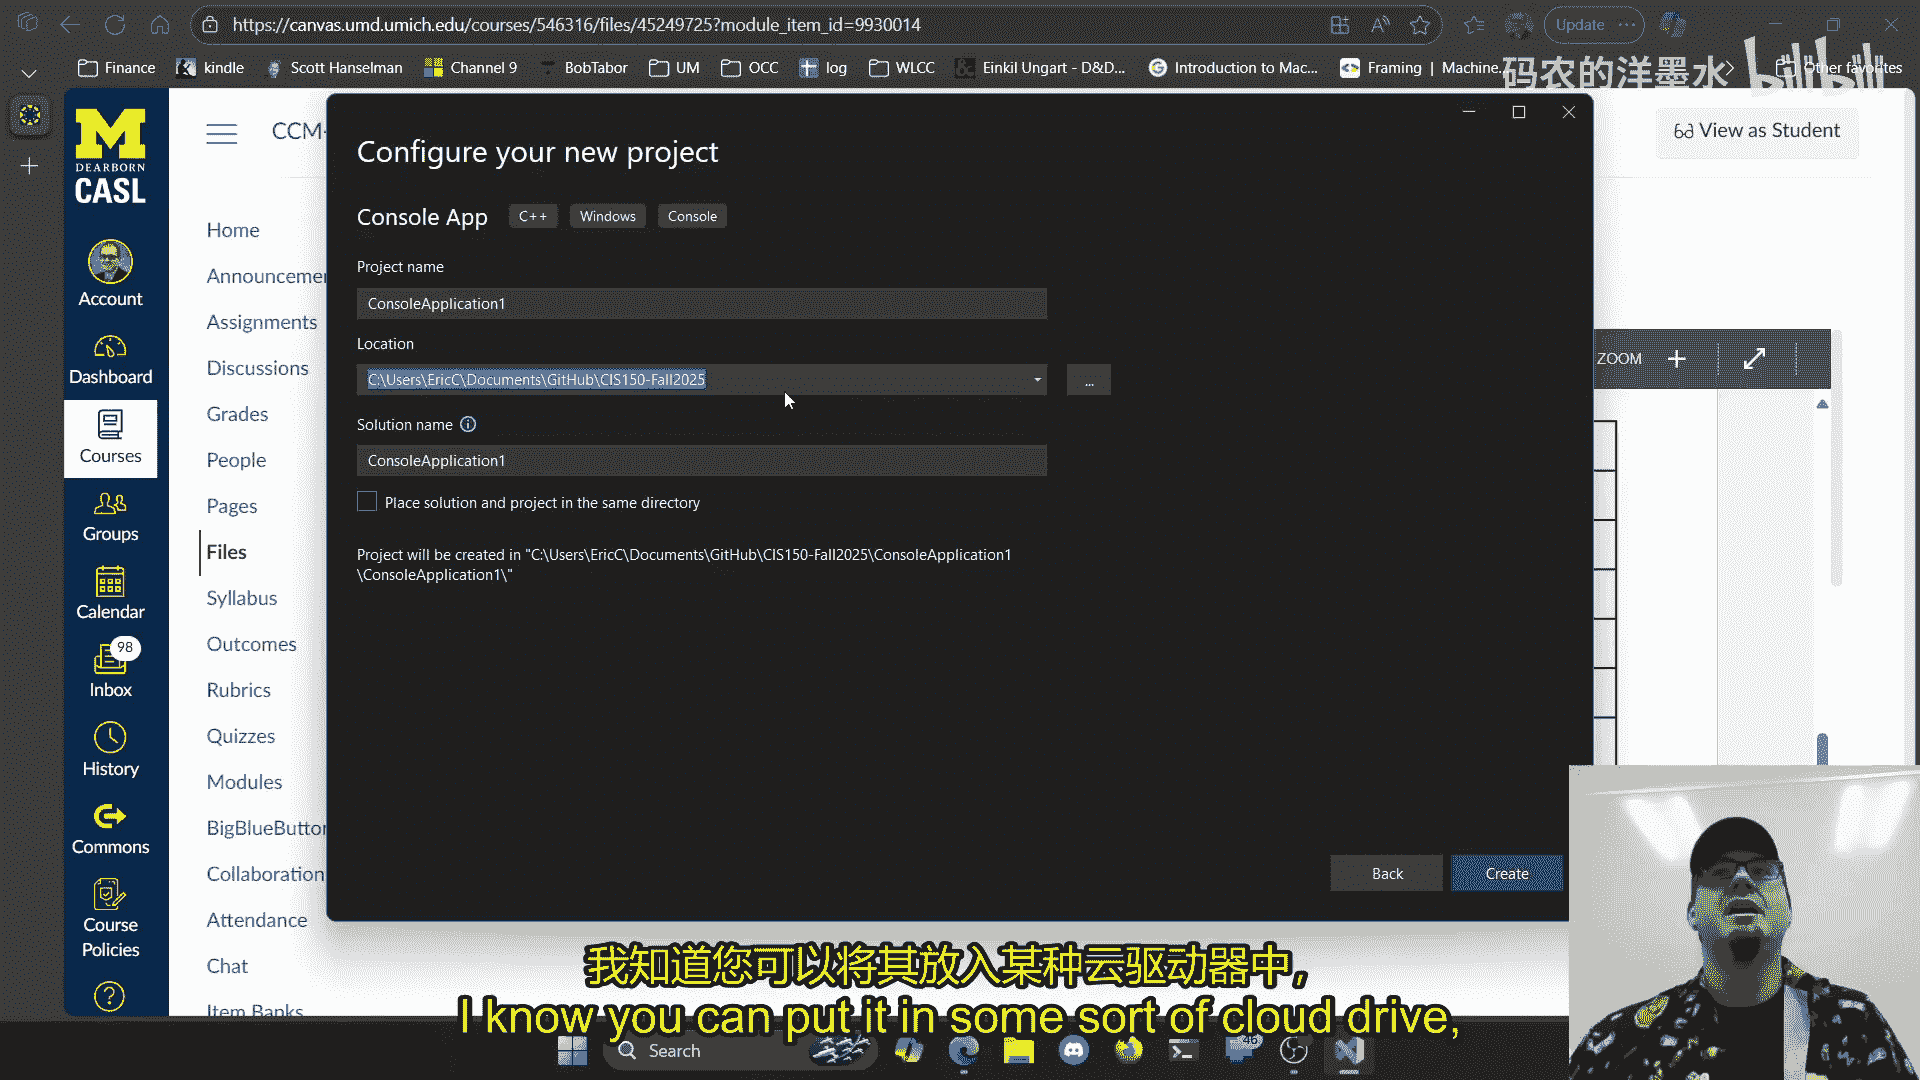 https://canvas.umd.umich.edu/courses/546316/files/45249725?module_item_id=9930014
Update
Finance
kindle
Scott Hanselman
Channel 9
BobTabor
UM
OCC
log
WLCC
Einkil Ungart - D&D...
Introduction to Mac...
Framing | Machine...
Other favorites
码农的洋墨水
bilibili
M
DEARBORN
CASL
Account
Dashboard
Courses
Groups
Calendar
98
Inbox
History
Commons
Course
Policies
CCM-
View as Student
Home
Announcemen
Assignments
Discussions
Grades
People
Pages
Files
Syllabus
Outcomes
Rubrics
Quizzes
Modules
BigBlueButton
Collaboration
Attendance
Chat
Item Banks
ZOOM
Configure your new project
Console App
C++
Windows
Console
Project name
ConsoleApplication1
Location
C:\Users\EricC\Documents\GitHub\CIS150-Fall2025
...
Solution name
ConsoleApplication1
Place solution and project in the same directory
Project will be created in "C:\Users\EricC\Documents\GitHub\CIS150-Fall2025\ConsoleApplication1
\ConsoleApplication1\"
Back
Create
我知道您可以将其放入某种云驱动器中，
I know you can put it in some sort of cloud drive,
Search
46